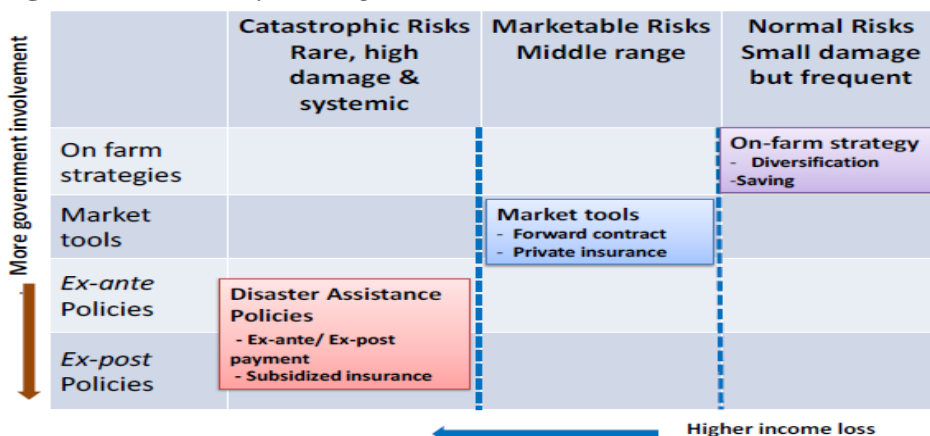 More government involvement
Catastrophic Risks
Rare, high
damage &
systemic
Marketable Risks
Middle range
Normal Risks
Small damage
but frequent
On farm
strategies
On-farm strategy
- Diversification
-Saving
Market
tools
Market tools
- Forward contract
- Private insurance
Ex-ante
Policies
Disaster Assistance
Policies
- Ex-ante/ Ex-post
payment
- Subsidized insurance
Ex-post
Policies
Higher income loss